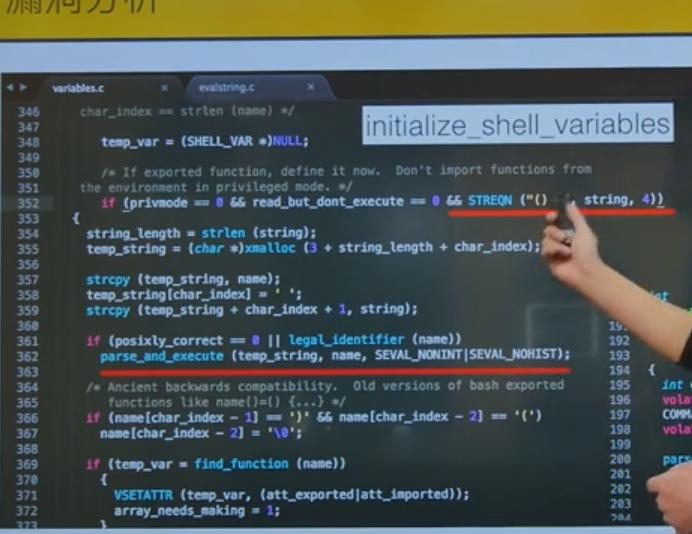 漏洞分析
variables.c × evalstring.c ×
initialize_shell_variables
346 char_index == strlen (name) */
347
348 temp_var = (SHELL_VAR *)NULL;
349
350 /* If exported function, define it now. Don't import functions from
351 the environment in privileged mode. */
352 if (privmode == 0 && read_but_dont_execute == 0 && STREQN ("() string, 4))
353 {
354 string_length = strlen (string);
355 temp_string = (char *)xmalloc (3 + string_length + char_index);
356
357 strcpy (temp_string, name);
358 temp_string[char_index] = ' ';
359 strcpy (temp_string + char_index + 1, string);
360
361 if (posixly_correct == 0 || legal_identifier (name))
362 parse_and_execute (temp_string, name, SEVAL_NONINT|SEVAL_NOHIST);
363
364 /* Ancient backwards compatibility. Old versions of bash exported
365 functions like name()=() {...} */
366 if (name[char_index - 1] == ')' && name[char_index - 2] == '(')
367 name[char_index - 2] = '\0';
368
369 if (temp_var = find_function (name))
370 {
371 VSETATTR (temp_var, (att_exported|att_imported));
372 array_needs_making = 1;
373 }
int
192
193
194 {
195 int
196 vola
197 COMMA
198 vola
199
200 pars
201
202
203
204